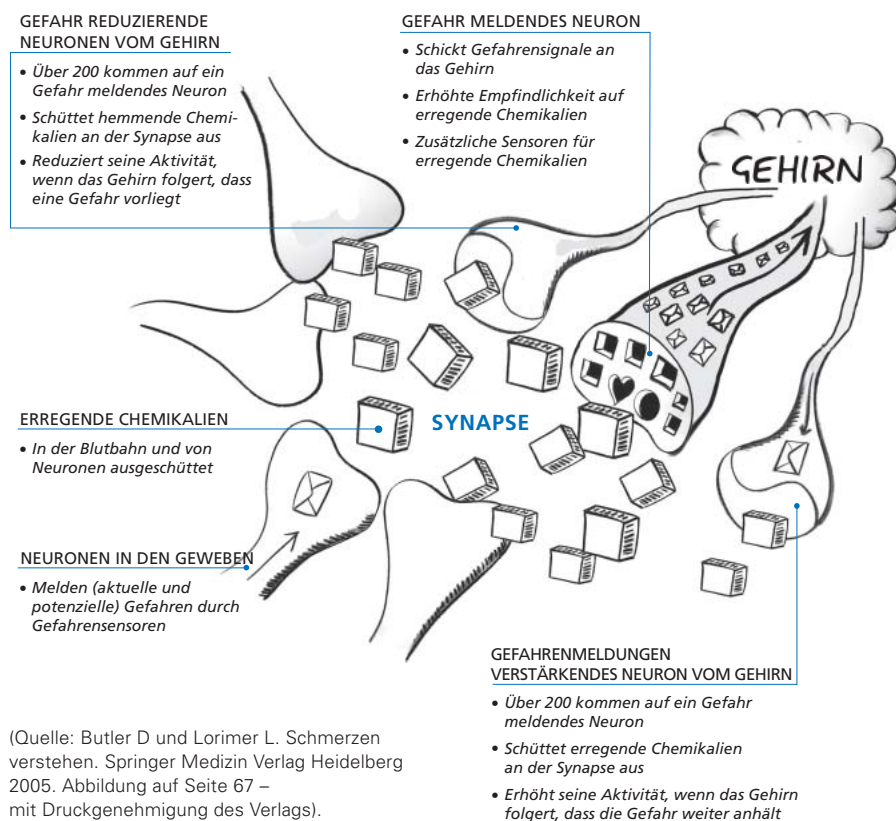 GEFAHR REDUZIERENDE
NEURONEN VOM GEHIRN
• Über 200 kommen auf ein
Gefahr meldendes Neuron
• Schüttet hemmende Chemi-
kalien an der Synapse aus
• Reduziert seine Aktivität,
wenn das Gehirn folgert, dass
eine Gefahr vorliegt
GEFAHR MELDENDES NEURON
• Schickt Gefahrensignale an
das Gehirn
• Erhöhte Empfindlichkeit auf
erregende Chemikalien
• Zusätzliche Sensoren für
erregende Chemikalien
GEHIRN
ERREGENDE CHEMIKALIEN
• In der Blutbahn und von
Neuronen ausgeschüttet
SYNAPSE
NEURONEN IN DEN GEWEBEN
• Melden (aktuelle und
potenzielle) Gefahren durch
Gefahrensensoren
GEFAHRENMELDUNGEN
VERSTÄRKENDES NEURON VOM GEHIRN
• Über 200 kommen auf ein Gefahr
meldendes Neuron
• Schüttet erregende Chemikalien
an der Synapse aus
• Erhöht seine Aktivität, wenn das Gehirn
folgert, dass die Gefahr weiter anhält
(Quelle: Butler D und Lorimer L. Schmerzen
verstehen. Springer Medizin Verlag Heidelberg
2005. Abbildung auf Seite 67 –
mit Druckgenehmigung des Verlags).